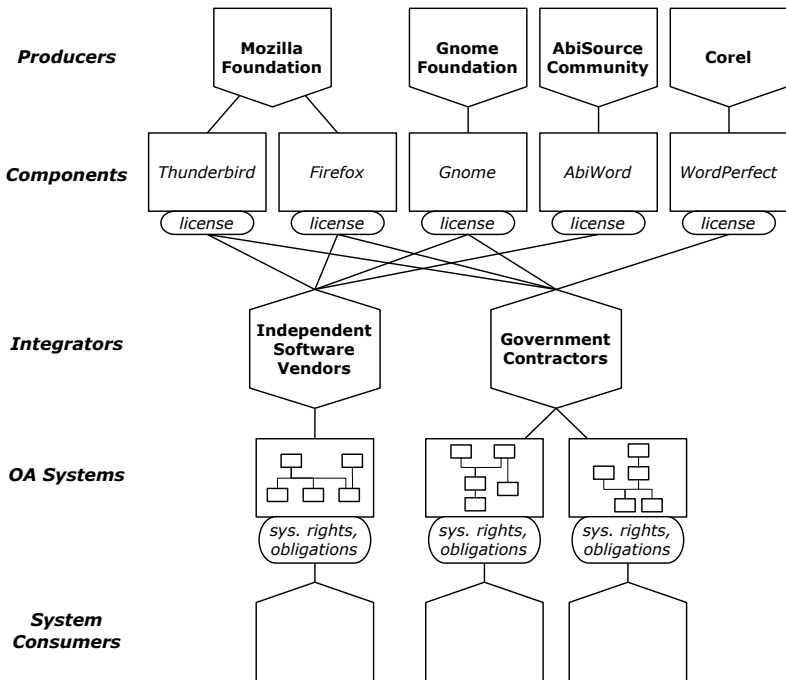 Producers
Mozilla
Foundation
Gnome
Foundation
AbiSource
Community
Corel
Components
Thunderbird
Firefox
Gnome
AbiWord
WordPerfect
license
license
license
license
license
Integrators
Independent
Software
Vendors
Government
Contractors
OA Systems
sys. rights,
obligations
sys. rights,
obligations
sys. rights,
obligations
System
Consumers